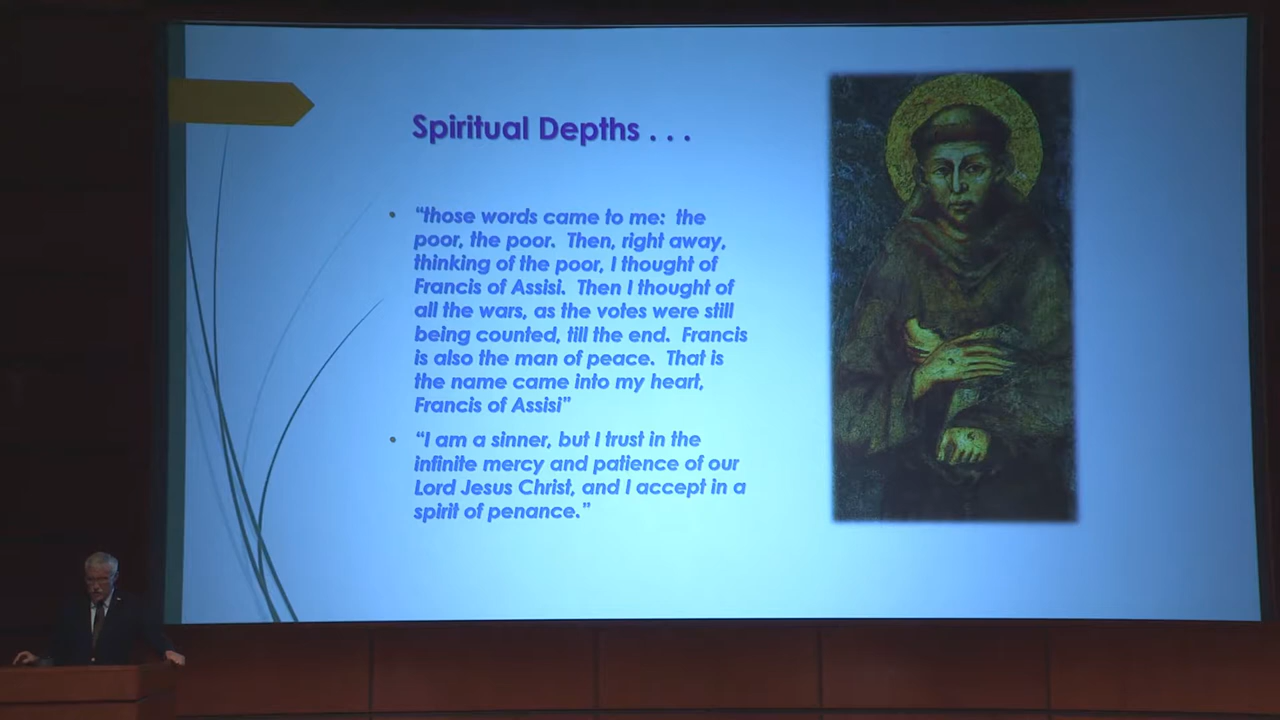 Spiritual Depths . . .
• “those words came to me: the
poor, the poor. Then, right away,
thinking of the poor, I thought of
Francis of Assisi. Then I thought of
all the wars, as the votes were still
being counted, till the end. Francis
is also the man of peace. That is
the name came into my heart,
Francis of Assisi”
• “I am a sinner, but I trust in the
infinite mercy and patience of our
Lord Jesus Christ, and I accept in a
spirit of penance.”